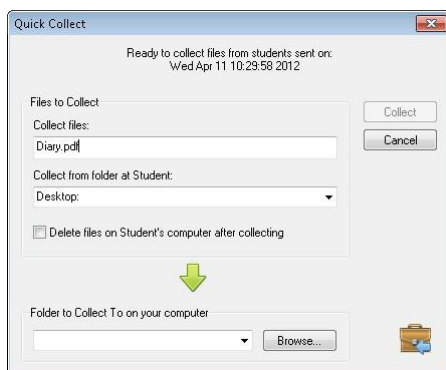 Quick Collect
Ready to collect files from students sent on:
Wed Apr 11 10:29:58 2012
Files to Collect
Collect files:
Diary.pdf
Collect
Cancel
Collect from folder at Student:
Desktop:
Delete files on Student's computer after collecting
Folder to Collect To on your computer
Browse...